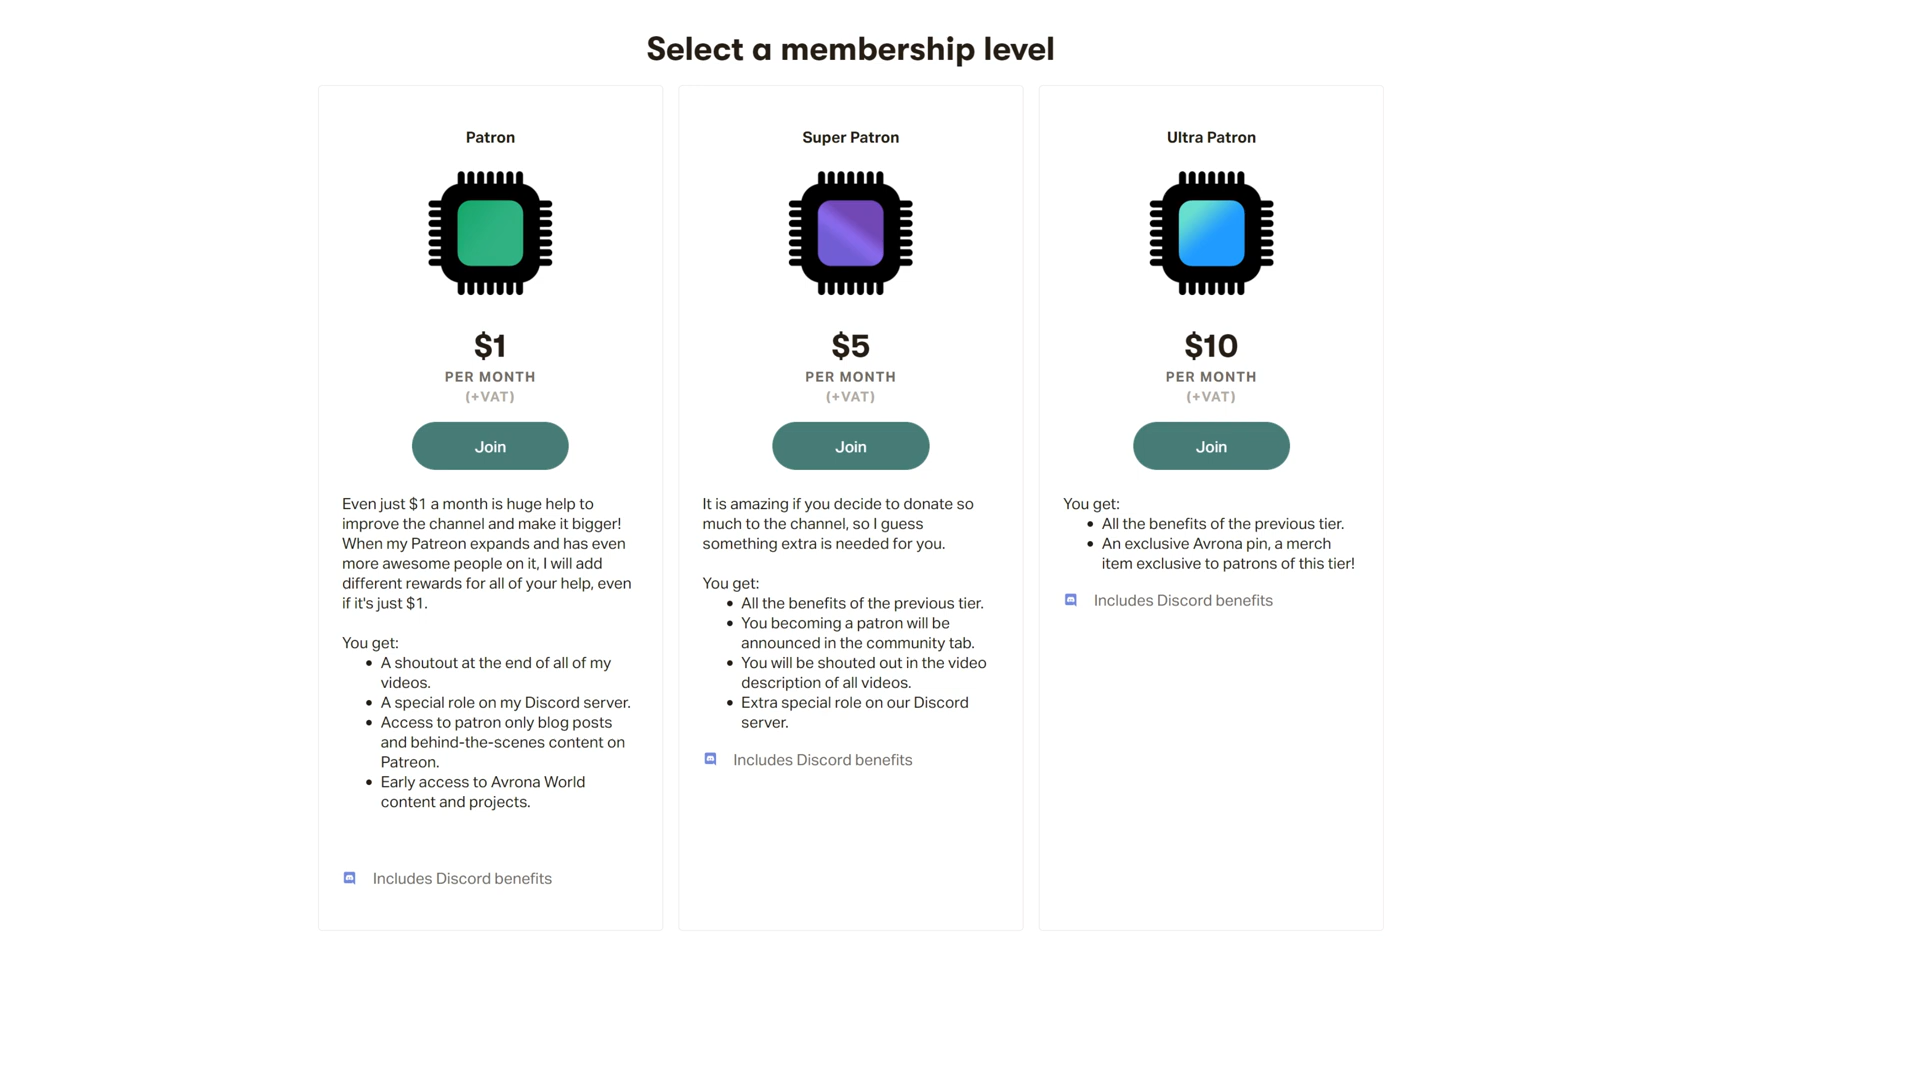 Select a membership level
Patron
$1
PER MONTH
(+VAT)
Join
Even just $1 a month is huge help to
improve the channel and make it bigger!
When my Patreon expands and has even
more awesome people on it, I will add
different rewards for all of your help, even
if it's just $1.
You get:
A shoutout at the end of all of my
videos.
A special role on my Discord server.
Access to patron only blog posts
and behind-the-scenes content on
Patreon.
Early access to Avrona World
content and projects.
Includes Discord benefits
Super Patron
$5
PER MONTH
(+VAT)
Join
It is amazing if you decide to donate so
much to the channel, so I guess
something extra is needed for you.
You get:
All the benefits of the previous tier.
You becoming a patron will be
announced in the community tab.
You will be shouted out in the video
description of all videos.
Extra special role on our Discord
server.
Includes Discord benefits
Ultra Patron
$10
PER MONTH
(+VAT)
Join
You get:
All the benefits of the previous tier.
An exclusive Avrona pin, a merch
item exclusive to patrons of this tier!
Includes Discord benefits